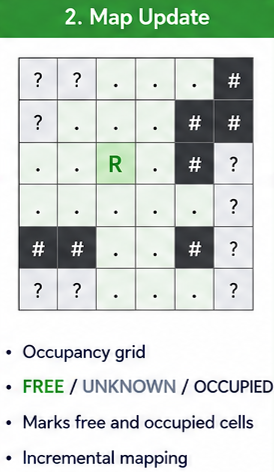 2. Map Update
? ? . . . #
? . . . # #
. . R . # ?
. . . . . ?
# # . . # ?
? ? . . . ?
• Occupancy grid
• FREE / UNKNOWN / OCCUPIED
• Marks free and occupied cells
• Incremental mapping